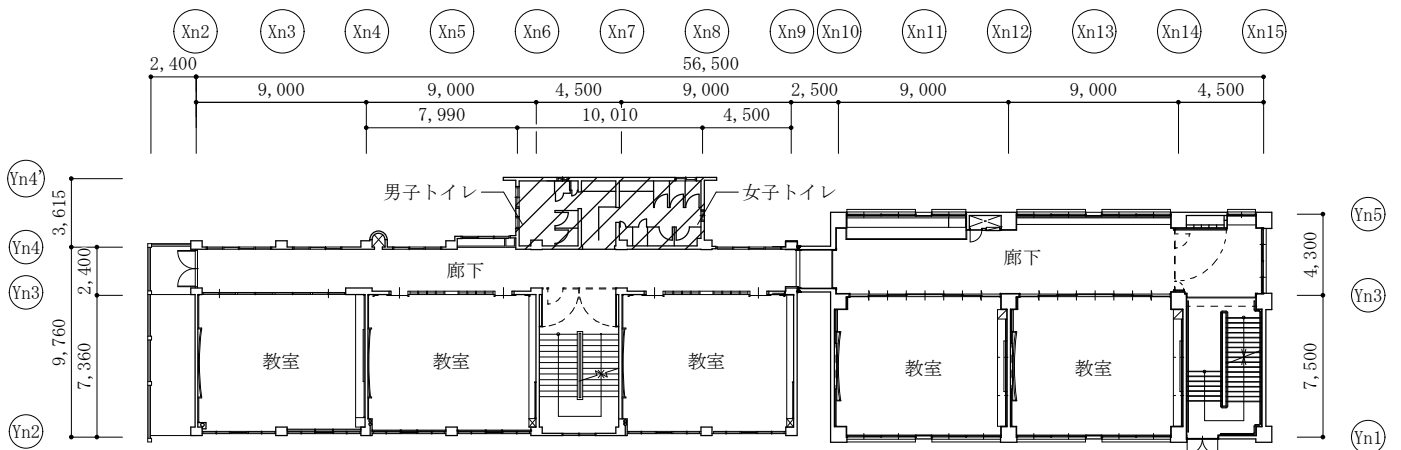 Xn2 Xn3 Xn4 Xn5 Xn6 Xn7 Xn8 Xn9 Xn10 Xn11 Xn12 Xn13 Xn14 Xn15
2,400 56,500
9,000 9,000 4,500 9,000 2,500 9,000 9,000 4,500
7,990 10,010 4,500
Yn4'
男子トイレ 女子トイレ
3,615
Yn5
Yn4
廊下 廊下
2,400
4,300
Yn3 Yn3
9,760
7,360
教室 教室 教室 教室 教室
7,500
Yn2 Yn1